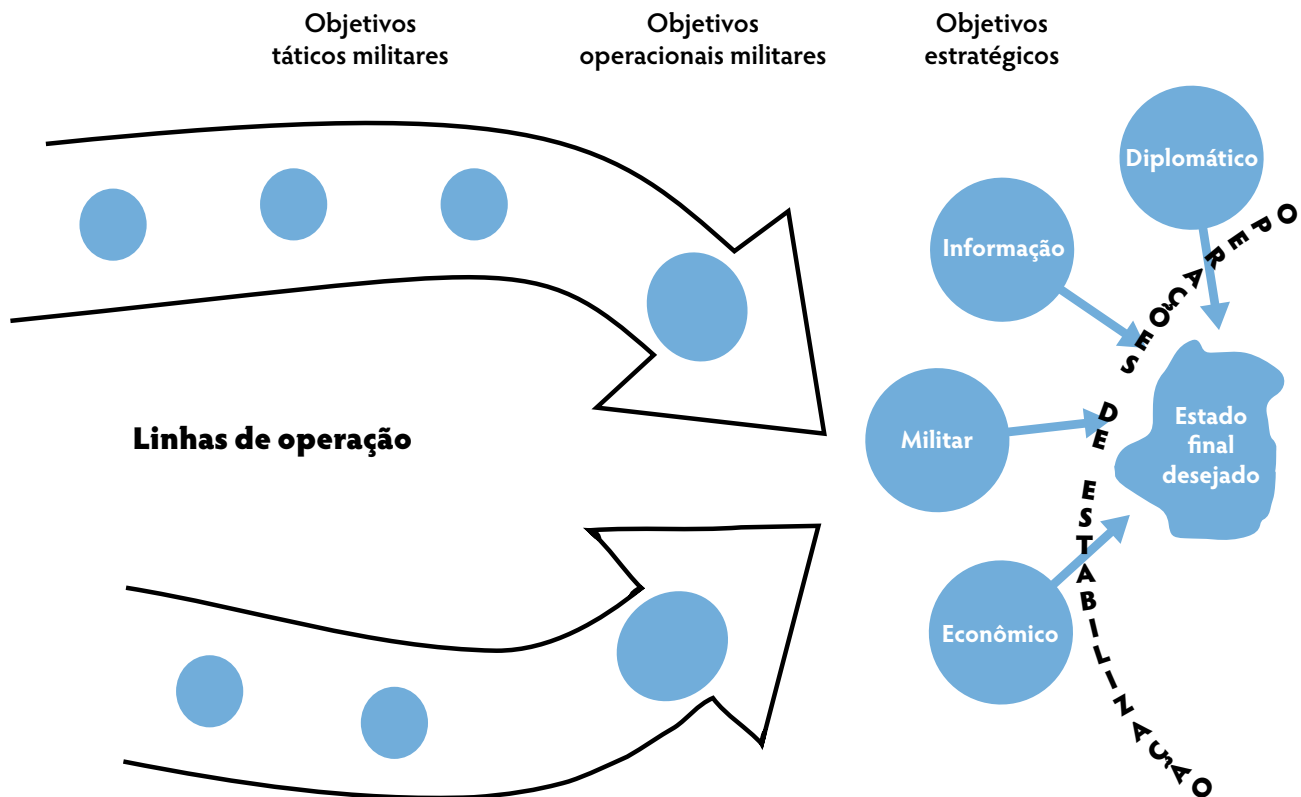 Objetivos
táticos militares
Objetivos
operacionais militares
Objetivos
estratégicos
Diplomático
Informação
OPERAÇÕES DE ESTABILIZAÇAO
Militar
Estado
final
desejado
Linhas de operação
Econômico